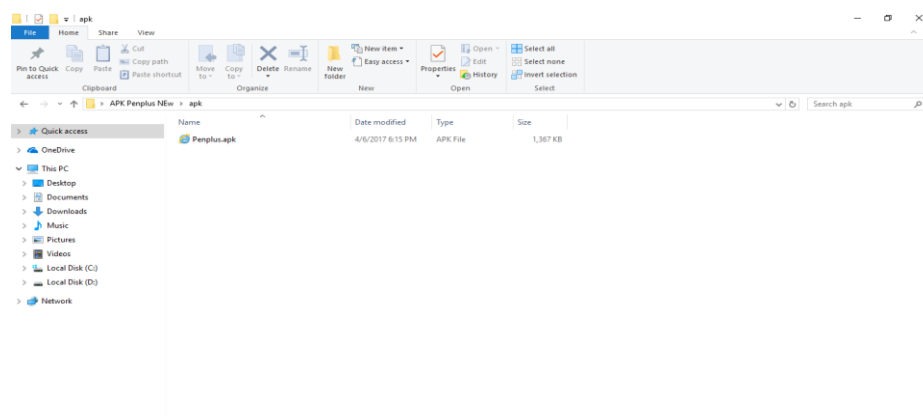 apk
File Home Share View
Pin to Quick access
Copy
Paste
Cut
Copy path
Paste shortcut
Clipboard
Move to
Copy to
Delete
Rename
Organize
New folder
New item
Easy access
New
Properties
Open
Edit
History
Open
Select all
Select none
Invert selection
Select
APK Penplus NEw > apk
Search apk
Name Date modified Type Size
Penplus.apk 4/6/2017 6:15 PM APK File 1,367 KB
Quick access
OneDrive
This PC
Desktop
Documents
Downloads
Music
Pictures
Videos
Local Disk (C:)
Local Disk (D:)
Network